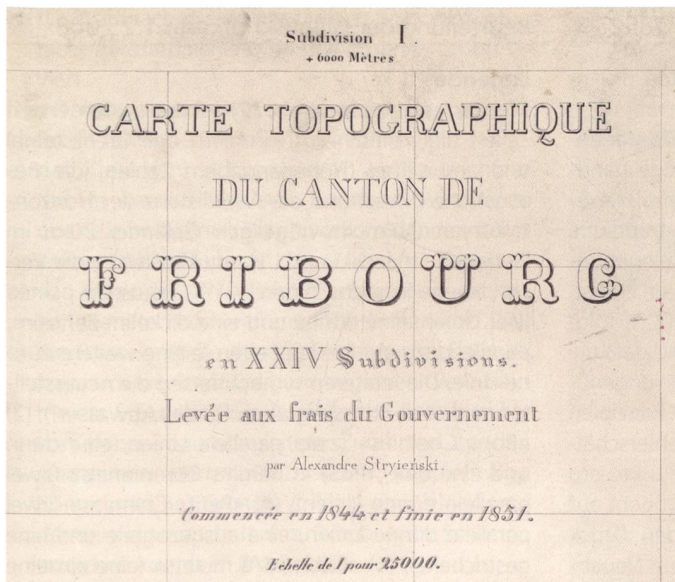 Subdivision I.
+ 6000 Mètres
CARTE TOPOGRAPHIQUE
DU CANTON DE
FRIBOURG
en XXIV Subdivisions.
Levée aux frais du Gouvernement
par Alexandre Stryieński.
Commencée en 1844 et finie en 1851.
Echelle de 1 pour 25000.